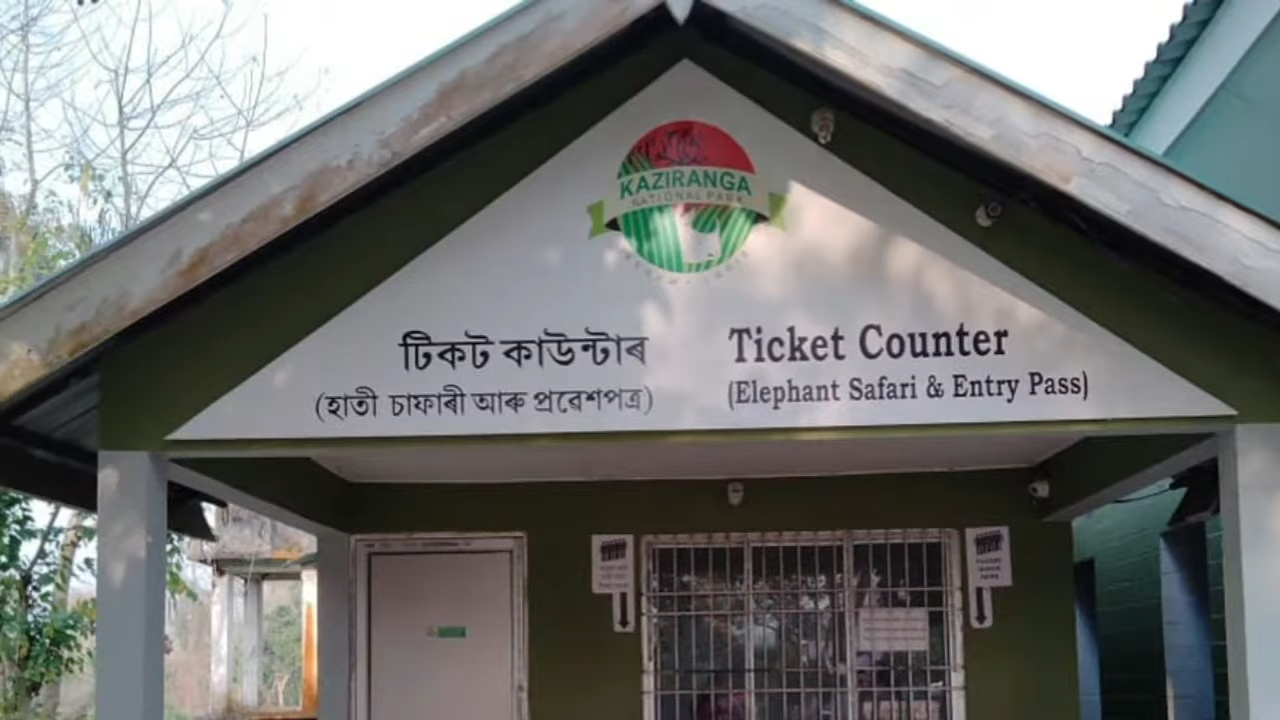 KAZIRANGA
NATIONAL PARK
টিকট কাউন্টাৰ
(হাতী চাফাৰী আৰু প্ৰৱেশপত্ৰ)
Ticket Counter
(Elephant Safari & Entry Pass)